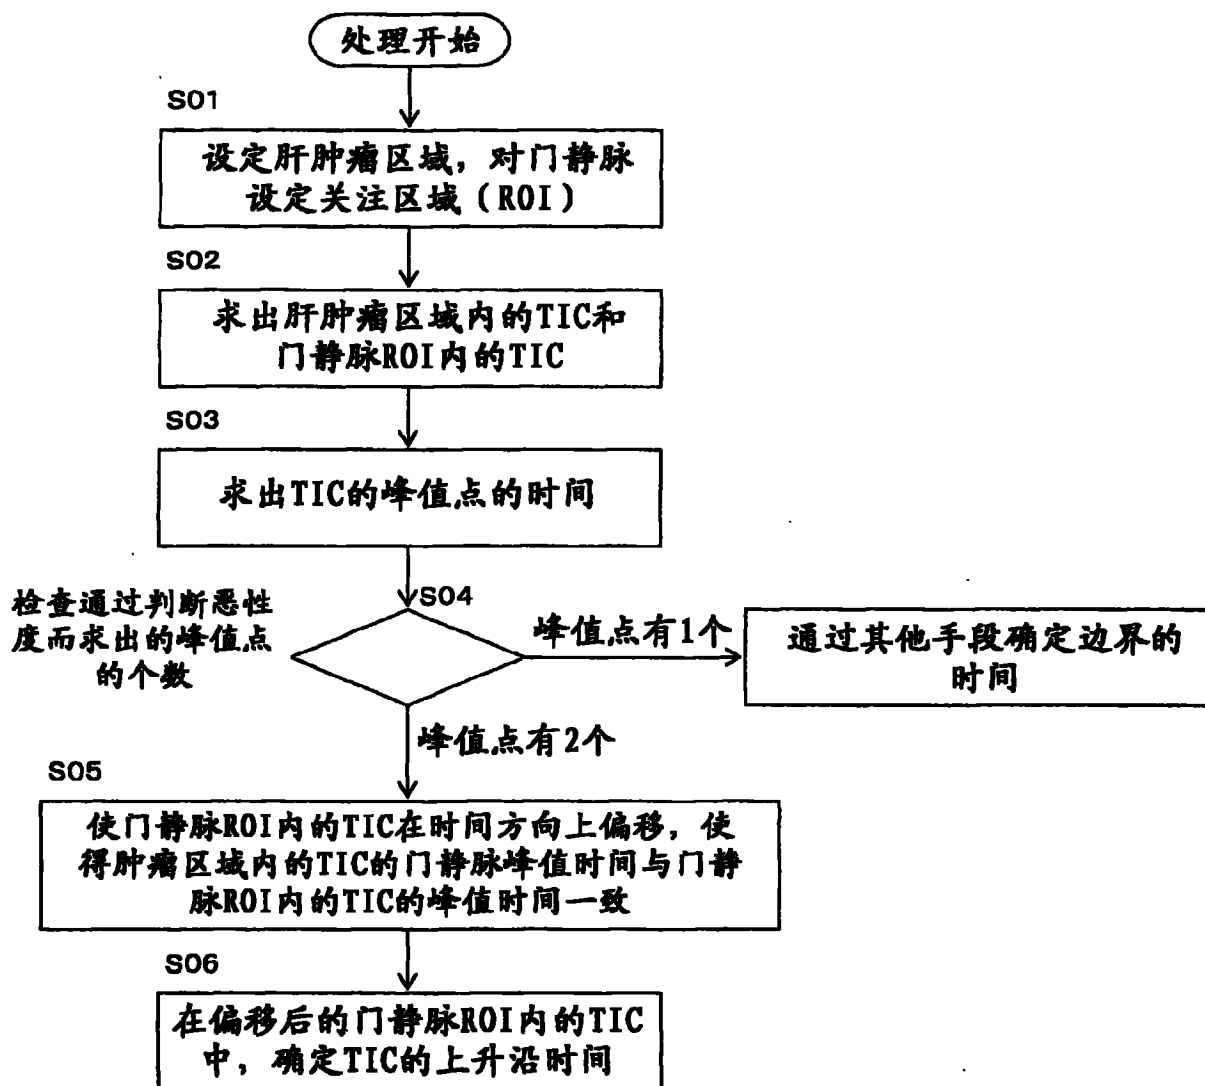 处理开始
S01
设定肝肿瘤区域，对门静脉
设定关注区域（ROI）
S02
求出肝肿瘤区域内的TIC和
门静脉ROI内的TIC
S03
求出TIC的峰值点的时间
S04
检查通过判断恶性
度而求出的峰值点
的个数
峰值点有1个
通过其他手段确定边界的
时间
峰值点有2个
S05
使门静脉ROI内的TIC在时间方向上偏移，使
得肿瘤区域内的TIC的门静脉峰值时间与门静
脉ROI内的TIC的峰值时间一致
S06
在偏移后的门静脉ROI内的TIC
中，确定TIC的上升沿时间